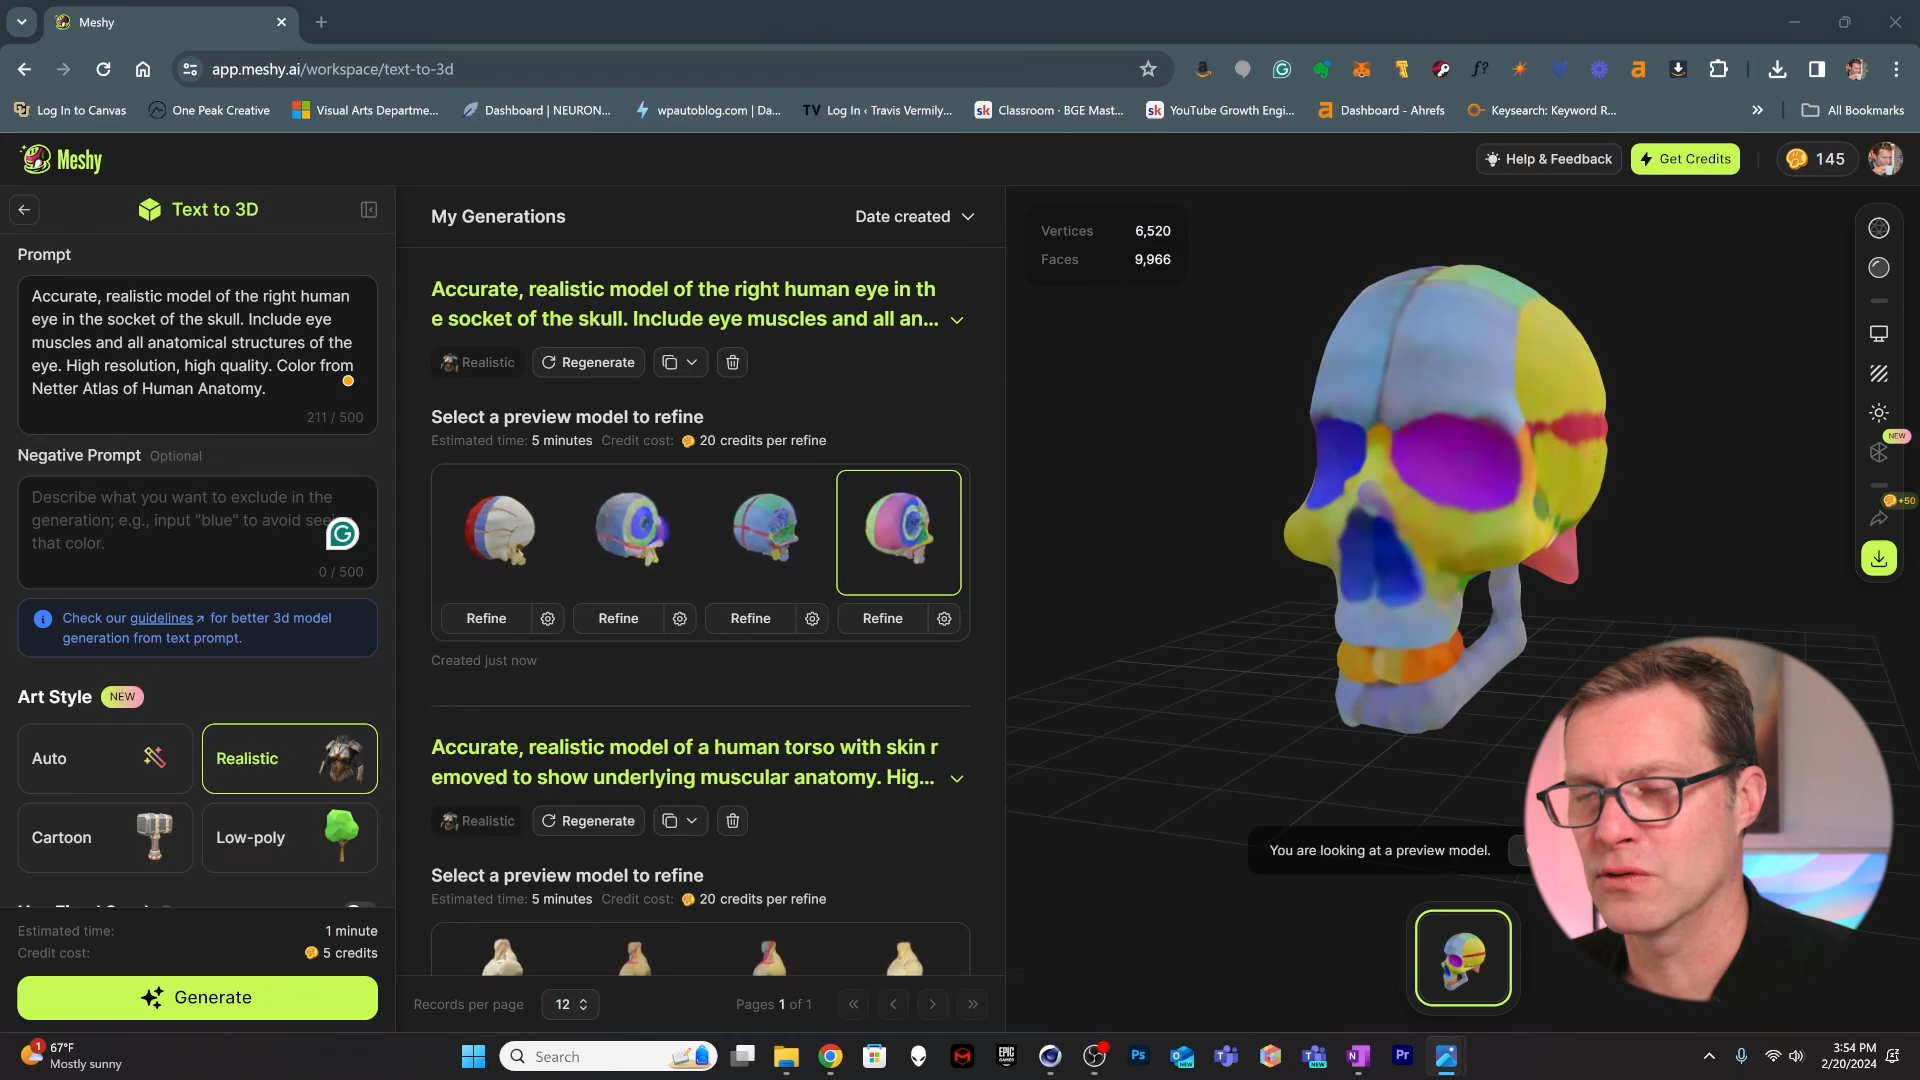 Meshy
app.meshy.ai/workspace/text-to-3d
Log In to Canvas
One Peak Creative
Visual Arts Departme...
Dashboard | NEURON...
wpautoblog.com | Da...
TV Log In ‹ Travis Vermily...
sk Classroom · BGE Mast...
sk YouTube Growth Engi...
Dashboard - Ahrefs
Keysearch: Keyword R...
All Bookmarks
Meshy
Help & Feedback
Get Credits
145
Text to 3D
My Generations
Date created
Prompt
Accurate, realistic model of the right human
eye in the socket of the skull. Include eye
muscles and all anatomical structures of the
eye. High resolution, high quality. Color from
Netter Atlas of Human Anatomy.
211 / 500
Negative Prompt Optional
Describe what you want to exclude in the
generation; e.g., input "blue" to avoid seei
that color.
0 / 500
Check our guidelines for better 3d model
generation from text prompt.
Art Style NEW
Auto
Realistic
Cartoon
Low-poly
Estimated time: 1 minute
Credit cost: 5 credits
Generate
Accurate, realistic model of the right human eye in th
e socket of the skull. Include eye muscles and all an...
Realistic
Regenerate
Select a preview model to refine
Estimated time: 5 minutes Credit cost: 20 credits per refine
Refine
Refine
Refine
Refine
Created just now
Accurate, realistic model of a human torso with skin r
emoved to show underlying muscular anatomy. Hig...
Realistic
Regenerate
Select a preview model to refine
Estimated time: 5 minutes Credit cost: 20 credits per refine
Records per page 12
Pages 1 of 1
Vertices 6,520
Faces 9,966
NEW
+50
You are looking at a preview model.
1
67°F
Mostly sunny
Search
EPIC
GAMES
Ps
NEW
NEW
Pr
3:54 PM
2/20/2024